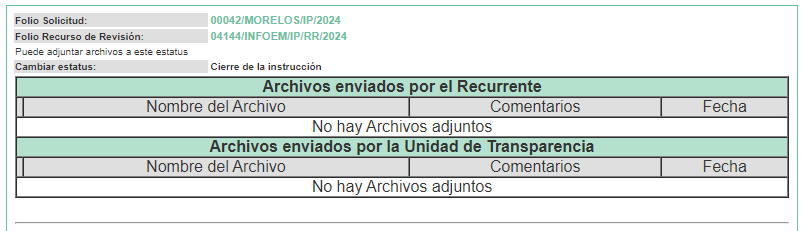 Folio Solicitud: 00042/MORELOS/IP/2024
Folio Recurso de Revisión: 04144/INFOEM/IP/RR/2024
Puede adjuntar archivos a este estatus
Cambiar estatus: Cierre de la instrucción
Archivos enviados por el Recurrente
Nombre del Archivo Comentarios Fecha
No hay Archivos adjuntos
Archivos enviados por la Unidad de Transparencia
Nombre del Archivo Comentarios Fecha
No hay Archivos adjuntos